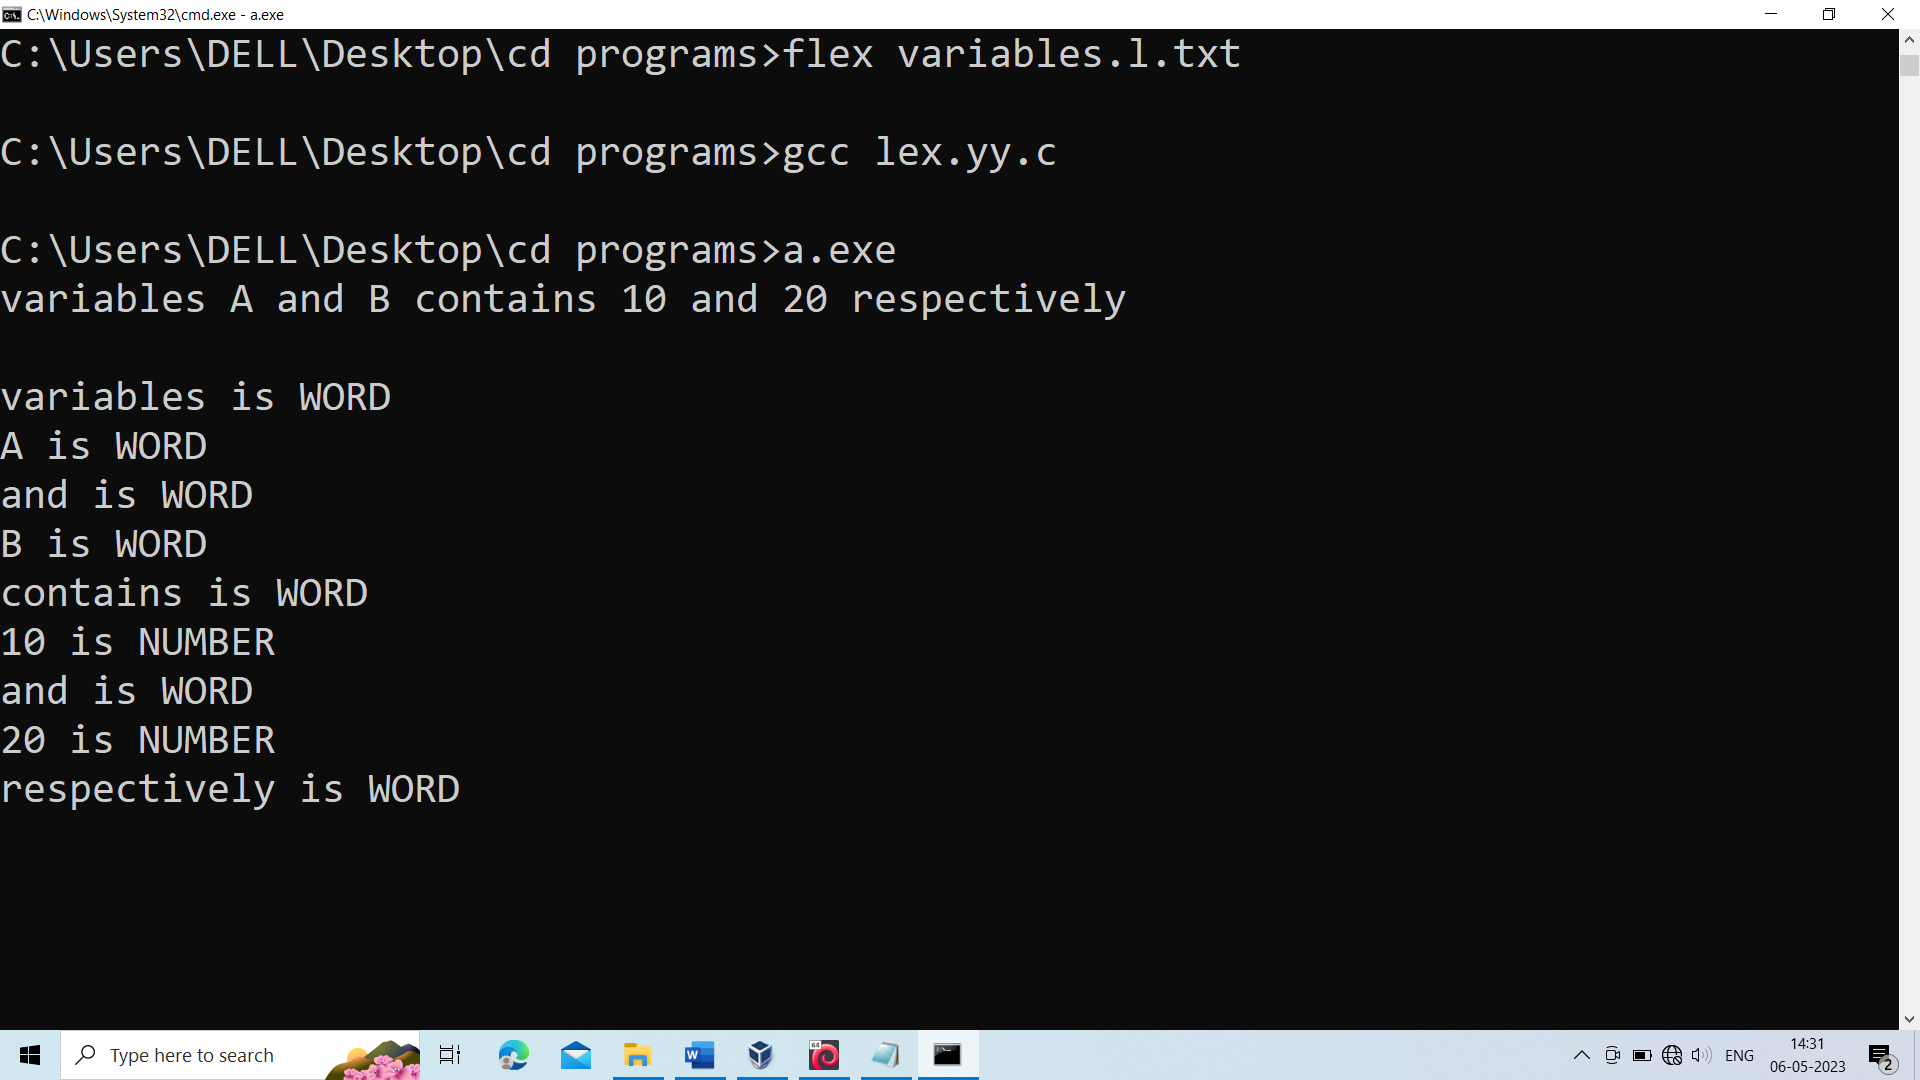 C:\Windows\System32\cmd.exe - a.exe
C:\Users\DELL\Desktop\cd programs>flex variables.l.txt
C:\Users\DELL\Desktop\cd programs>gcc lex.yy.c
C:\Users\DELL\Desktop\cd programs>a.exe
variables A and B contains 10 and 20 respectively
variables is WORD
A is WORD
and is WORD
B is WORD
contains is WORD
10 is NUMBER
and is WORD
20 is NUMBER
respectively is WORD
Type here to search
W
64
ENG
14:31
06-05-2023
2